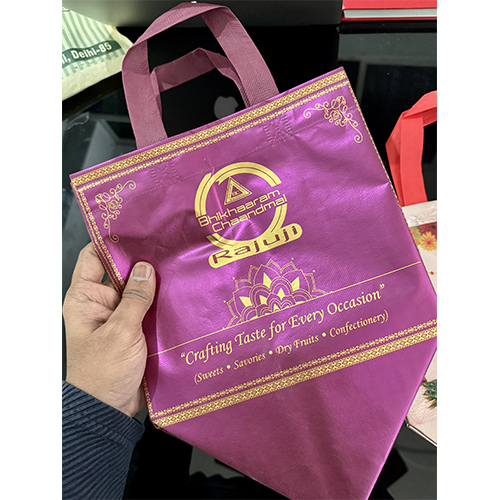 l, Delhi-85
Bhikhaaram
Chaandmal
Rajuji
"Crafting Taste for Every Occasion"
(Sweets • Savories • Dry Fruits • Confectionery)